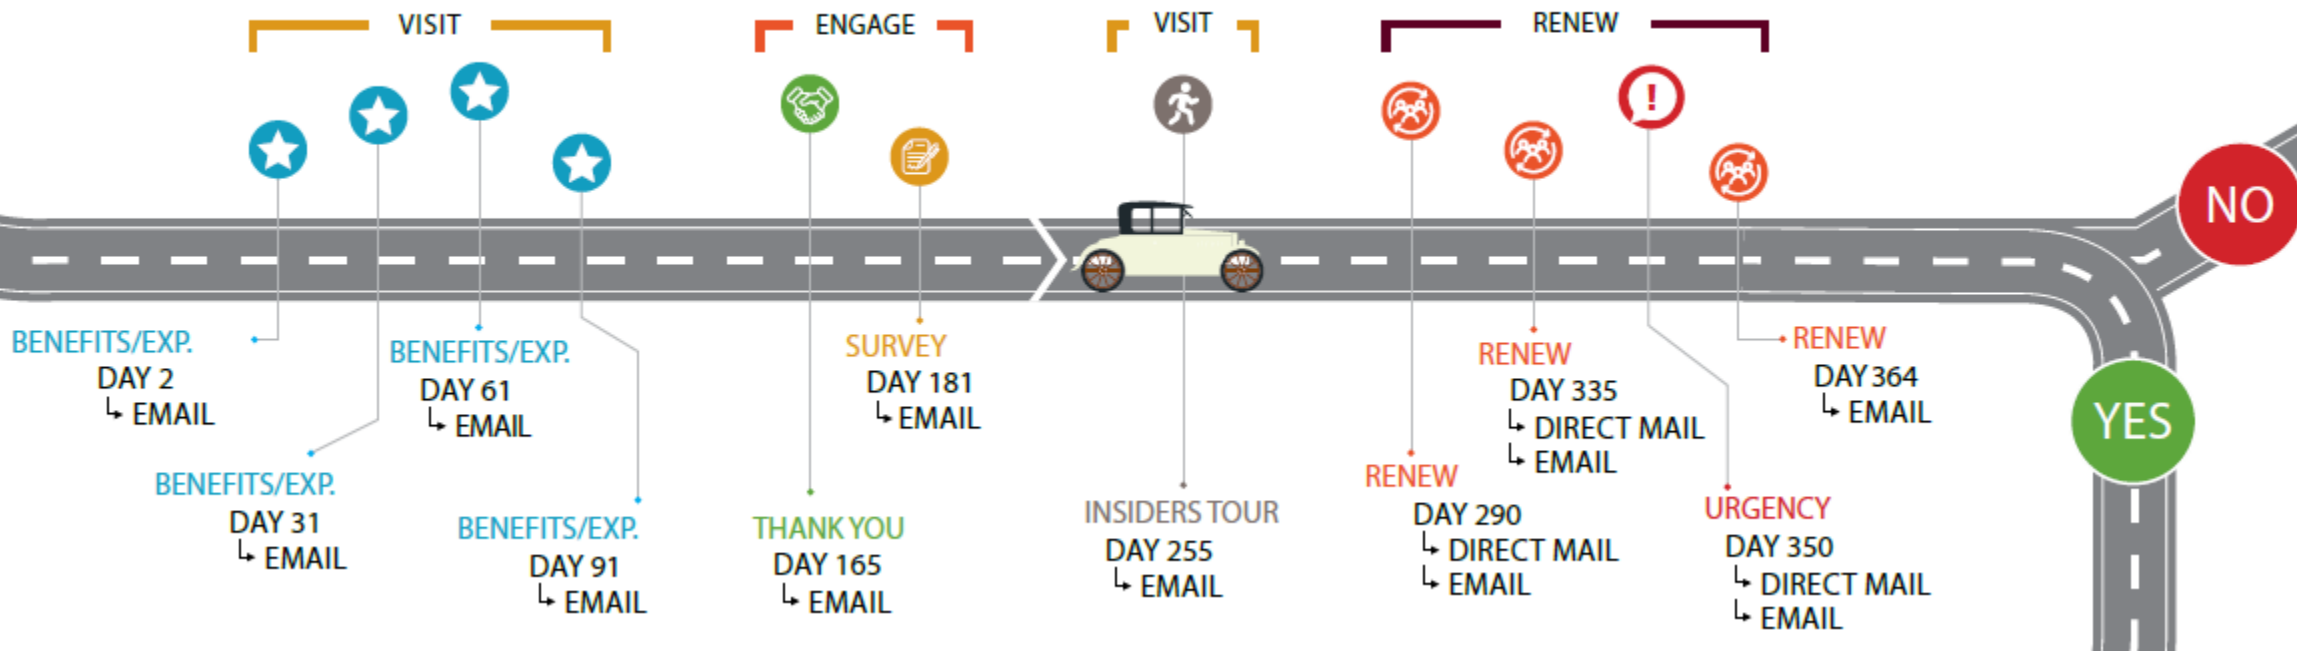 VISIT
ENGAGE
VISIT
RENEW
!
NO
YES
BENEFITS/EXP.
DAY 2
EMAIL
BENEFITS/EXP.
DAY 31
EMAIL
BENEFITS/EXP.
DAY 61
EMAIL
BENEFITS/EXP.
DAY 91
EMAIL
THANK YOU
DAY 165
EMAIL
SURVEY
DAY 181
EMAIL
INSIDERS TOUR
DAY 255
EMAIL
RENEW
DAY 290
DIRECT MAIL
EMAIL
RENEW
DAY 335
DIRECT MAIL
EMAIL
URGENCY
DAY 350
DIRECT MAIL
EMAIL
RENEW
DAY 364
EMAIL